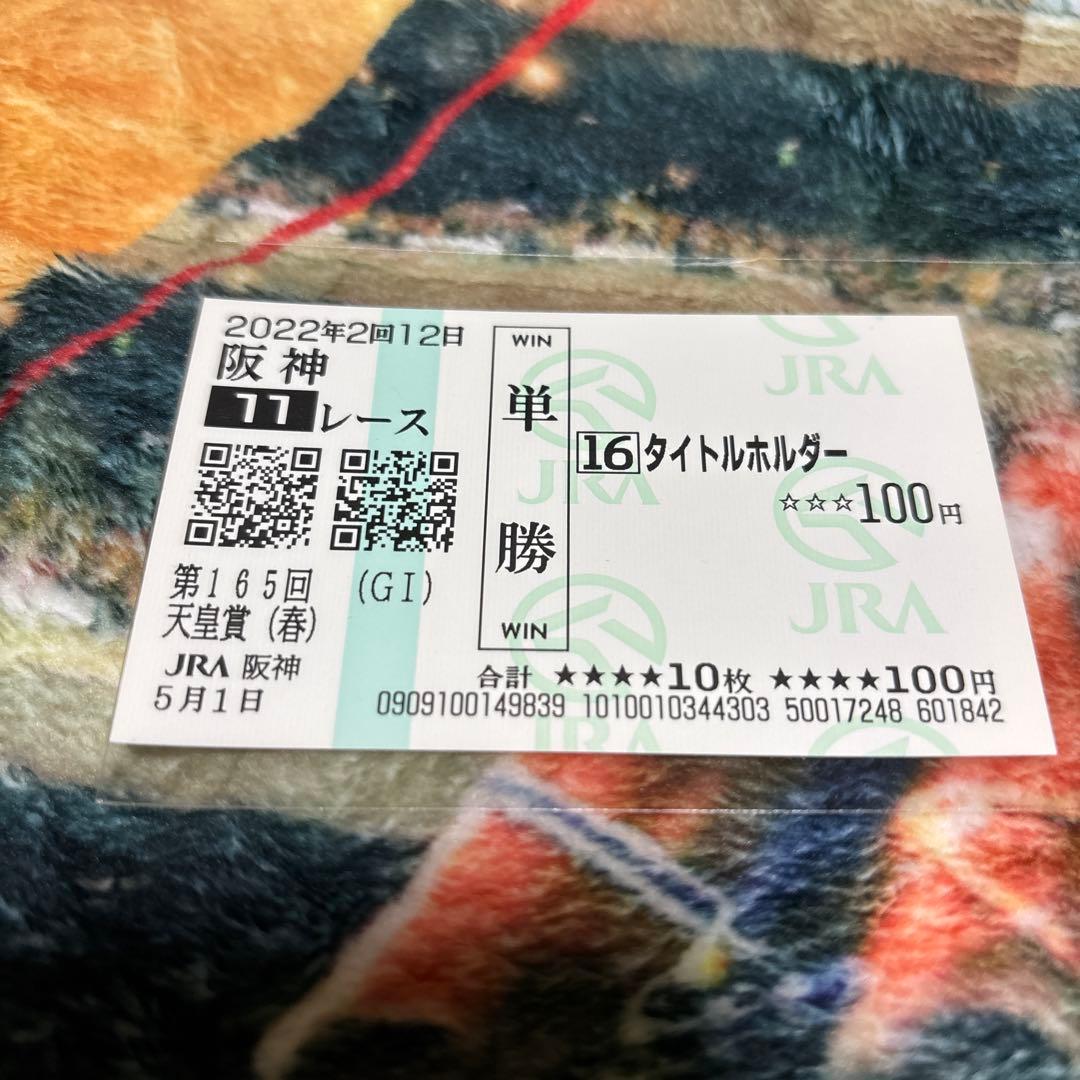 2022年2回12日
阪神
11レース
第165回 (GI)
天皇賞(春)
JRA 阪神
5月1日
WIN
単勝
WIN
16 タイトルホルダー
☆☆☆100円
合計 ★★★★10枚 ★★★★100円
0909100149839 1010010344303 50017248 601842
JRA
JRA
JRA
JRA